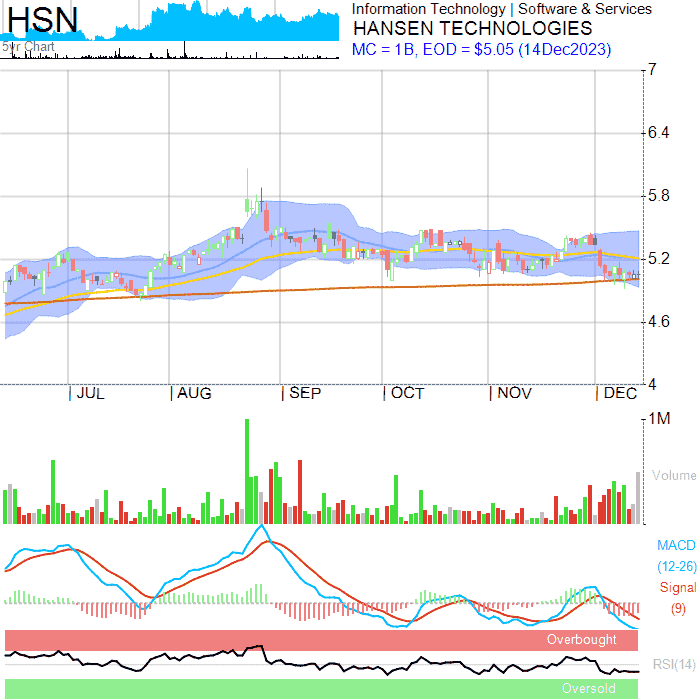 HSN
5yr Chart
Information Technology | Software & Services
HANSEN TECHNOLOGIES
MC = 1B, EOD = $5.05 (14Dec2023)
7
6.4
5.8
5.2
4.6
4
| JUL | AUG | SEP | OCT | NOV | DEC
1M
Volume
MACD
(12-26)
Signal
(9)
Overbought
RSI(14)
Oversold